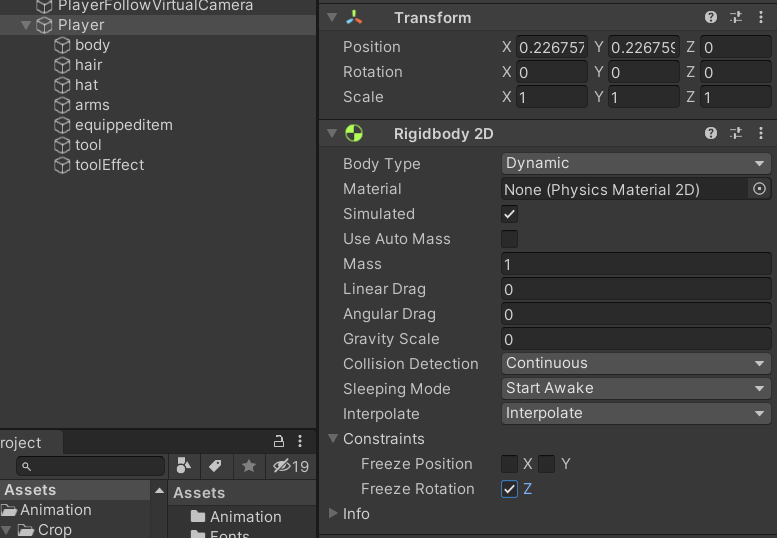 PlayerFollowVirtualCamera
Player
body
hair
hat
arms
equippeditem
tool
toolEffect
roject
19
Assets
Animation
Crop
Assets
Animation
Fonts
Transform
Position X 0.226757 Y 0.226759 Z 0
Rotation X 0 Y 0 Z 0
Scale X 1 Y 1 Z 1
Rigidbody 2D
Body Type Dynamic
Material None (Physics Material 2D)
Simulated
Use Auto Mass
Mass 1
Linear Drag 0
Angular Drag 0
Gravity Scale 0
Collision Detection Continuous
Sleeping Mode Start Awake
Interpolate Interpolate
Constraints
Freeze Position X Y
Freeze Rotation Z
Info